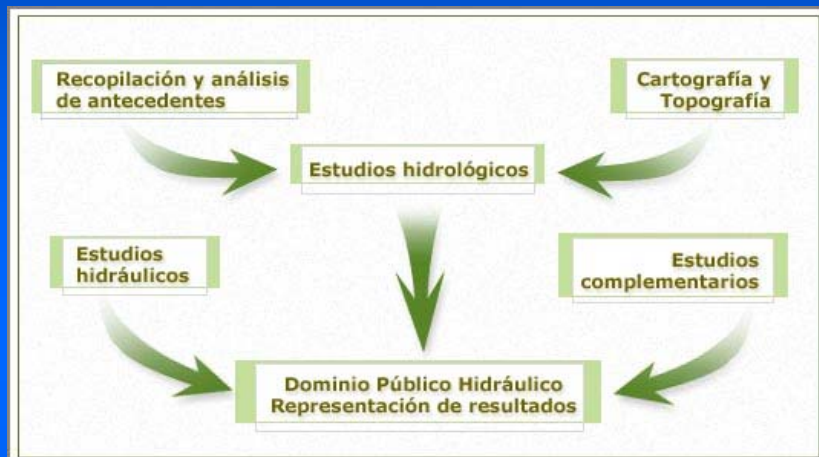 Recopilación y análisis
de antecedentes
Cartografía y
Topografía
Estudios hidrológicos
Estudios
hidráulicos
Estudios
complementarios
Dominio Público Hidráulico
Representación de resultados